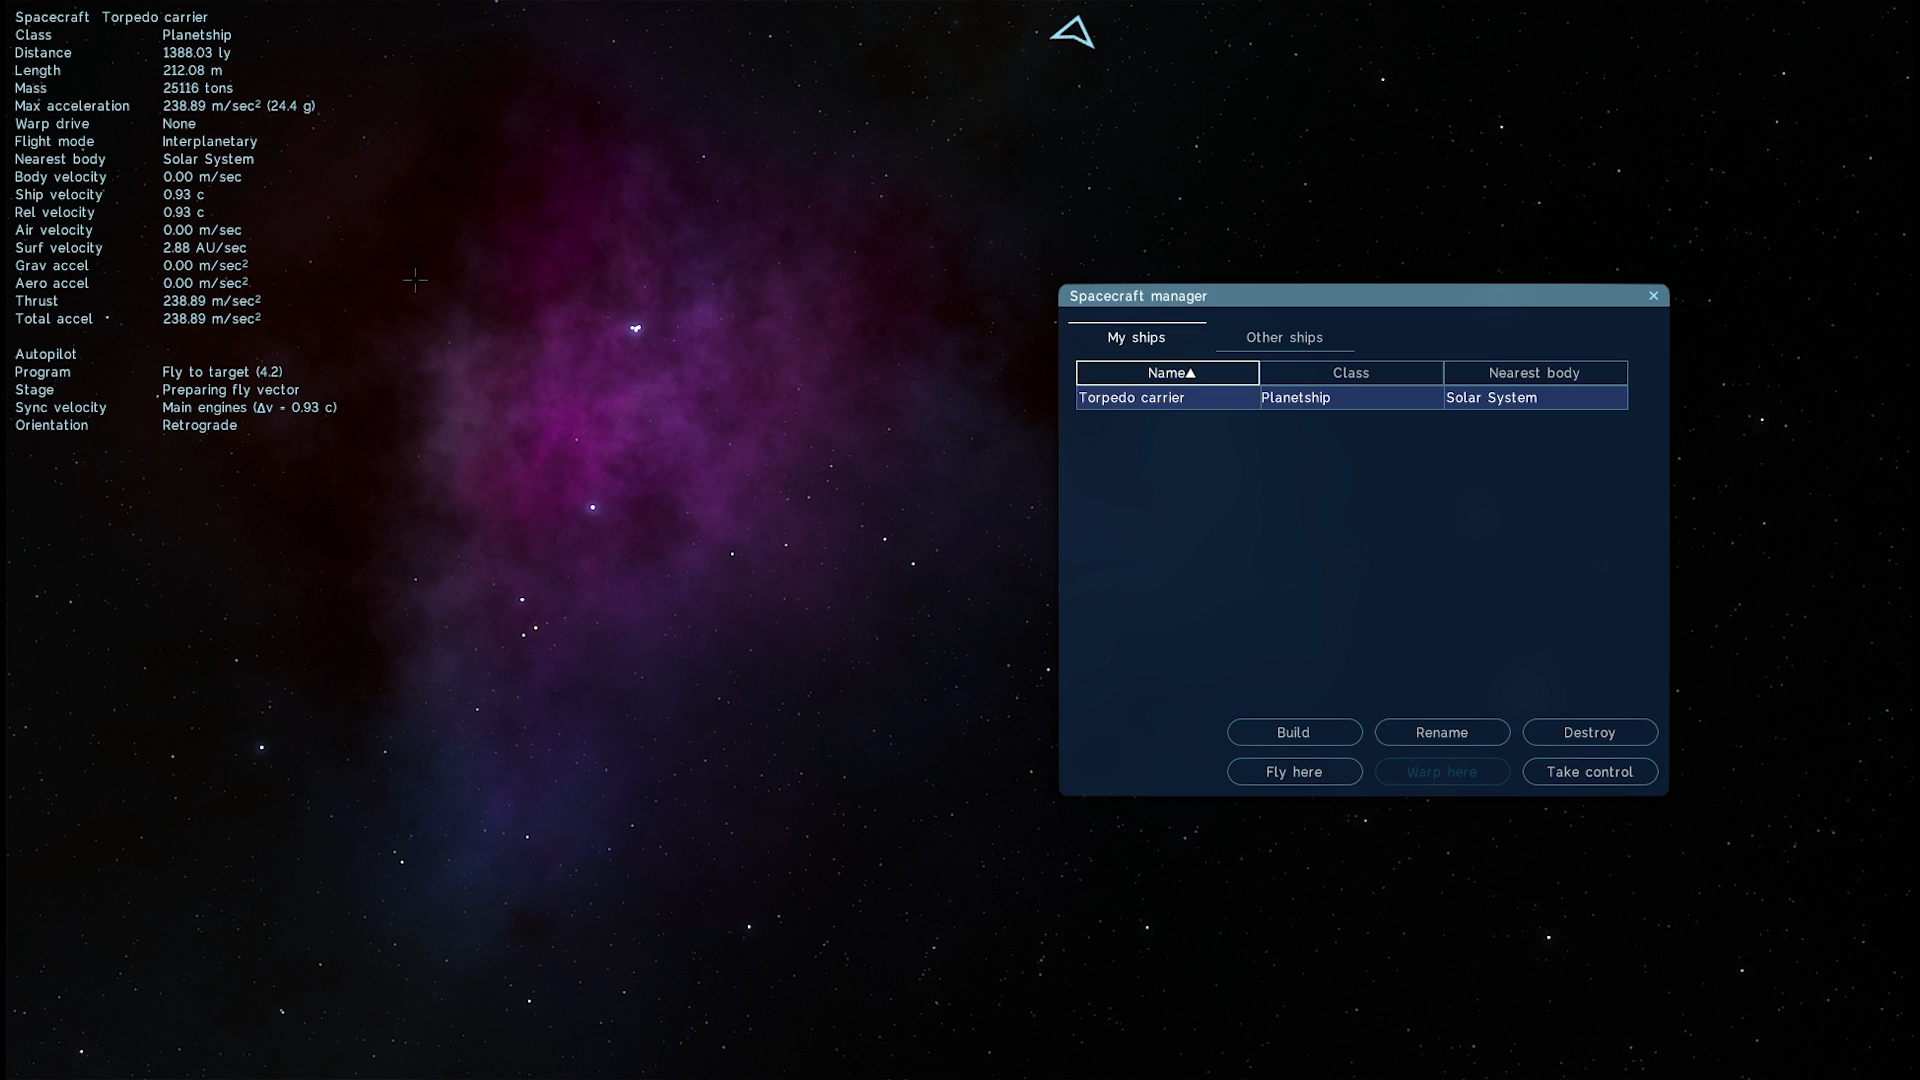 Spacecraft Torpedo carrier
Class Planetship
Distance 1388.03 ly
Length 212.08 m
Mass 25116 tons
Max acceleration 238.89 m/sec² (24.4 g)
Warp drive None
Flight mode Interplanetary
Nearest body Solar System
Body velocity 0.00 m/sec
Ship velocity 0.93 c
Rel velocity 0.93 c
Air velocity 0.00 m/sec
Surf velocity 2.88 AU/sec
Grav accel 0.00 m/sec²
Aero accel 0.00 m/sec²
Thrust 238.89 m/sec²
Total accel 238.89 m/sec²
Autopilot
Program Fly to target (4.2)
Stage Preparing fly vector
Sync velocity Main engines (Δv = 0.93 c)
Orientation Retrograde
Spacecraft manager
My ships Other ships
Name▲ Class Nearest body
Torpedo carrier Planetship Solar System
Build Rename Destroy
Fly here Warp here Take control